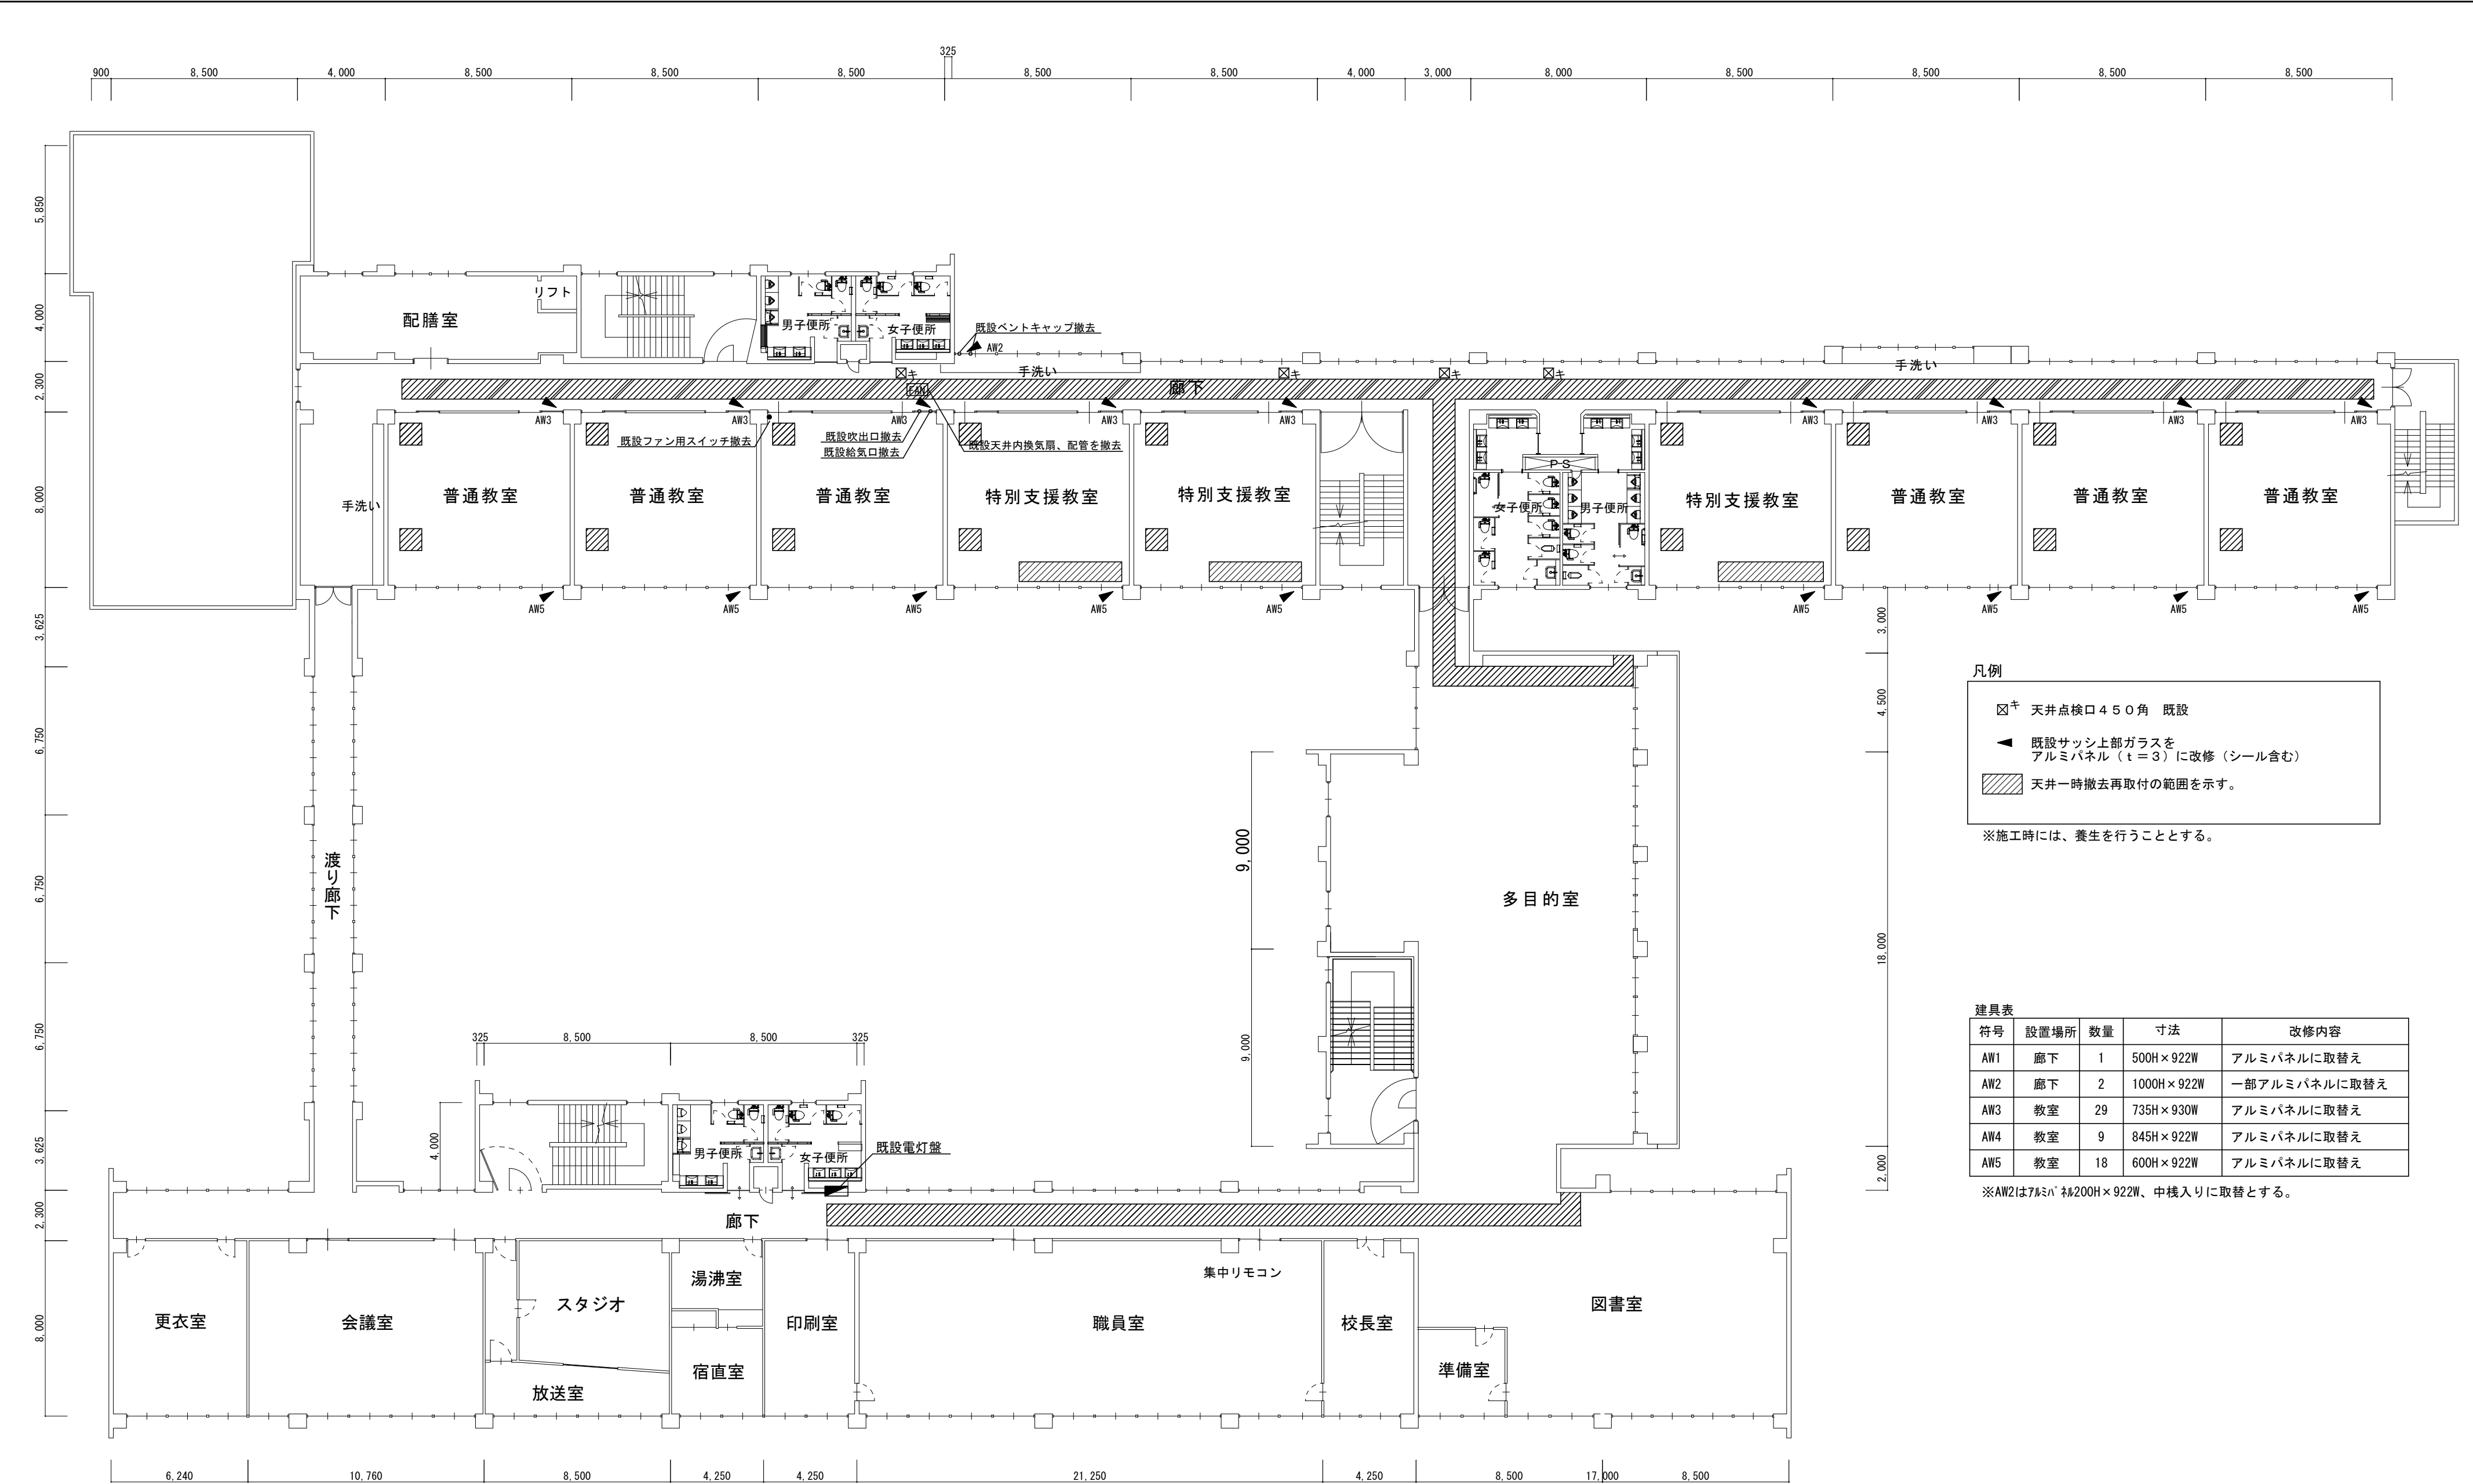 325
900 8,500 4,000 8,500 8,500 8,500 8,500 8,500 4,000 3,000 8,000 8,500 8,500 8,500 8,500
5,850
4,000
2,300
8,000
3,625
6,750
6,750
6,750
3,625
2,300
8,000
リフト
配膳室
男子便所
女子便所
既設ベントキャップ撤去
AW2
キ
手洗い
キ
キ
キ
手洗い
FAN
廊下
AW3 AW3 AW3 AW3 AW3 AW3 AW3 AW3 AW3
既設ファン用スイッチ撤去
既設吹出口撤去
既設給気口撤去
既設天井内換気扇、配管を撤去
PS
手洗い
普通教室
普通教室
普通教室
特別支援教室
特別支援教室
女子便所
男子便所
特別支援教室
普通教室
普通教室
普通教室
AW5 AW5 AW5 AW5 AW5 AW5 AW5 AW5 AW5
3,000
4,500
18,000
2,000
凡例
キ 天井点検口450角 既設
既設サッシ上部ガラスを
アルミパネル(t=3)に改修(シール含む)
天井一時撤去再取付の範囲を示す。
※施工時には、養生を行うこととする。
渡り廊下
9,000
9,000
多目的室
建具表
符号 設置場所 数量 寸法 改修内容
AW1 廊下 1 500H×922W アルミパネルに取替え
AW2 廊下 2 1000H×922W 一部アルミパネルに取替え
AW3 教室 29 735H×930W アルミパネルに取替え
AW4 教室 9 845H×922W アルミパネルに取替え
AW5 教室 18 600H×922W アルミパネルに取替え
※AW2はｱﾙﾐﾊﾟﾈﾙ200H×922W、中桟入りに取替とする。
325 8,500 8,500 325
4,000
男子便所
女子便所
既設電灯盤
廊下
更衣室
会議室
スタジオ
放送室
湯沸室
宿直室
印刷室
職員室
集中リモコン
校長室
準備室
図書室
6,240 10,760 8,500 4,250 4,250 21,250 4,250 8,500 17,000 8,500